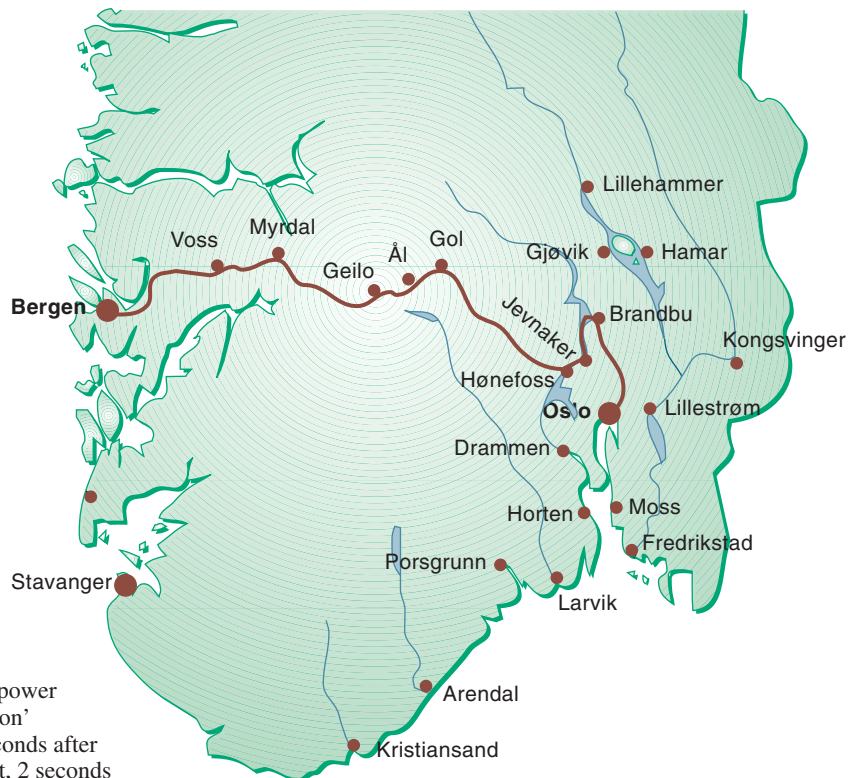 Lillehammer
Myrdal
Voss
Gol
Ål
Gjøvik
Hamar
Geilo
Bergen
Jevnaker
Brandbu
Kongsvinger
Hønefoss
Oslo
Lillestrøm
Drammen
Horten
Moss
Fredrikstad
Porsgrunn
Stavanger
Larvik
power
on’
onds after
Arendal
t, 2 seconds
Kristiansand